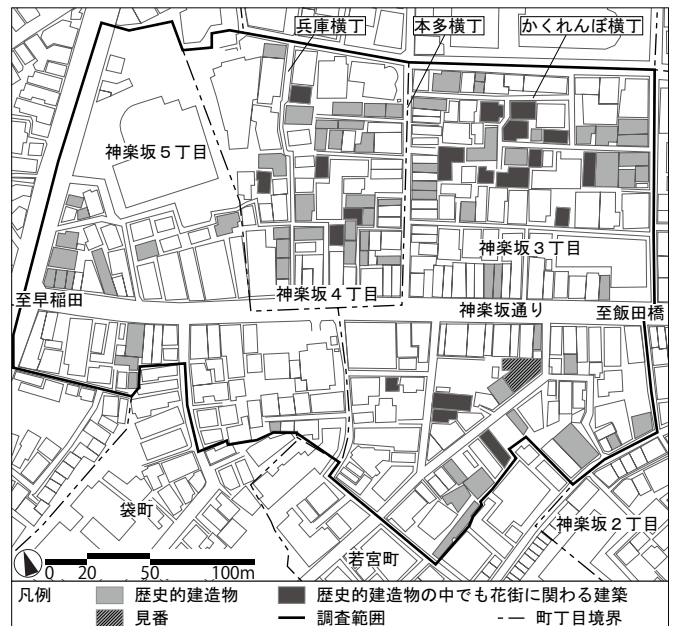 兵庫横丁
本多横丁
かくれんぼ横丁
神楽坂5丁目
神楽坂3丁目
神楽坂4丁目
至早稲田
神楽坂通り
至飯田橋
袋町
若宮町
神楽坂2丁目
0 20 50 100m
凡例
歴史的建造物
歴史的建造物の中でも花街に関わる建築
見番
調査範囲
町丁目境界